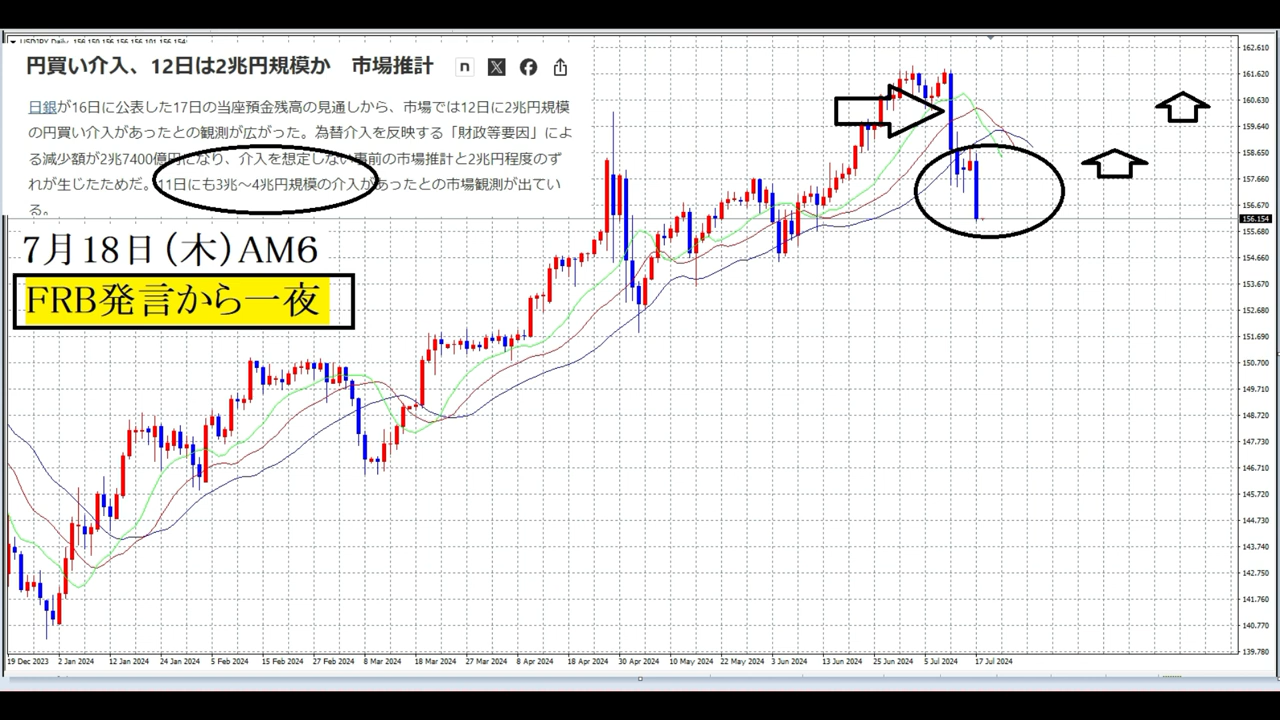 円買い介入、12日は2兆円規模か 市場推計
日銀が16日に公表した17日の当座預金残高の見通しから、市場では12日に2兆円規模
の円買い介入があったとの観測が広がった。為替介入を反映する「財政等要因」によ
る減少額が2兆7400億円になり、介入を想定しない事前の市場推計と2兆円程度のず
れが生じたためだ。11日にも3兆〜4兆円規模の介入があったとの市場観測が出てい
る。
7月18日(木)AM6
FRB発言から一夜
162.610
161.620
160.630
159.640
158.650
157.660
156.670
156.154
155.680
154.660
153.670
152.680
151.690
150.700
149.710
148.720
147.730
146.710
145.720
144.730
143.740
142.750
141.760
140.770
139.780
19 Dec 2023 2 Jan 2024 12 Jan 2024 24 Jan 2024 5 Feb 2024 15 Feb 2024 27 Feb 2024 8 Mar 2024 18 Mar 2024 27 Mar 2024 8 Apr 2024 18 Apr 2024 30 Apr 2024 10 May 2024 22 May 2024 3 Jun 2024 13 Jun 2024 25 Jun 2024 5 Jul 2024 17 Jul 2024